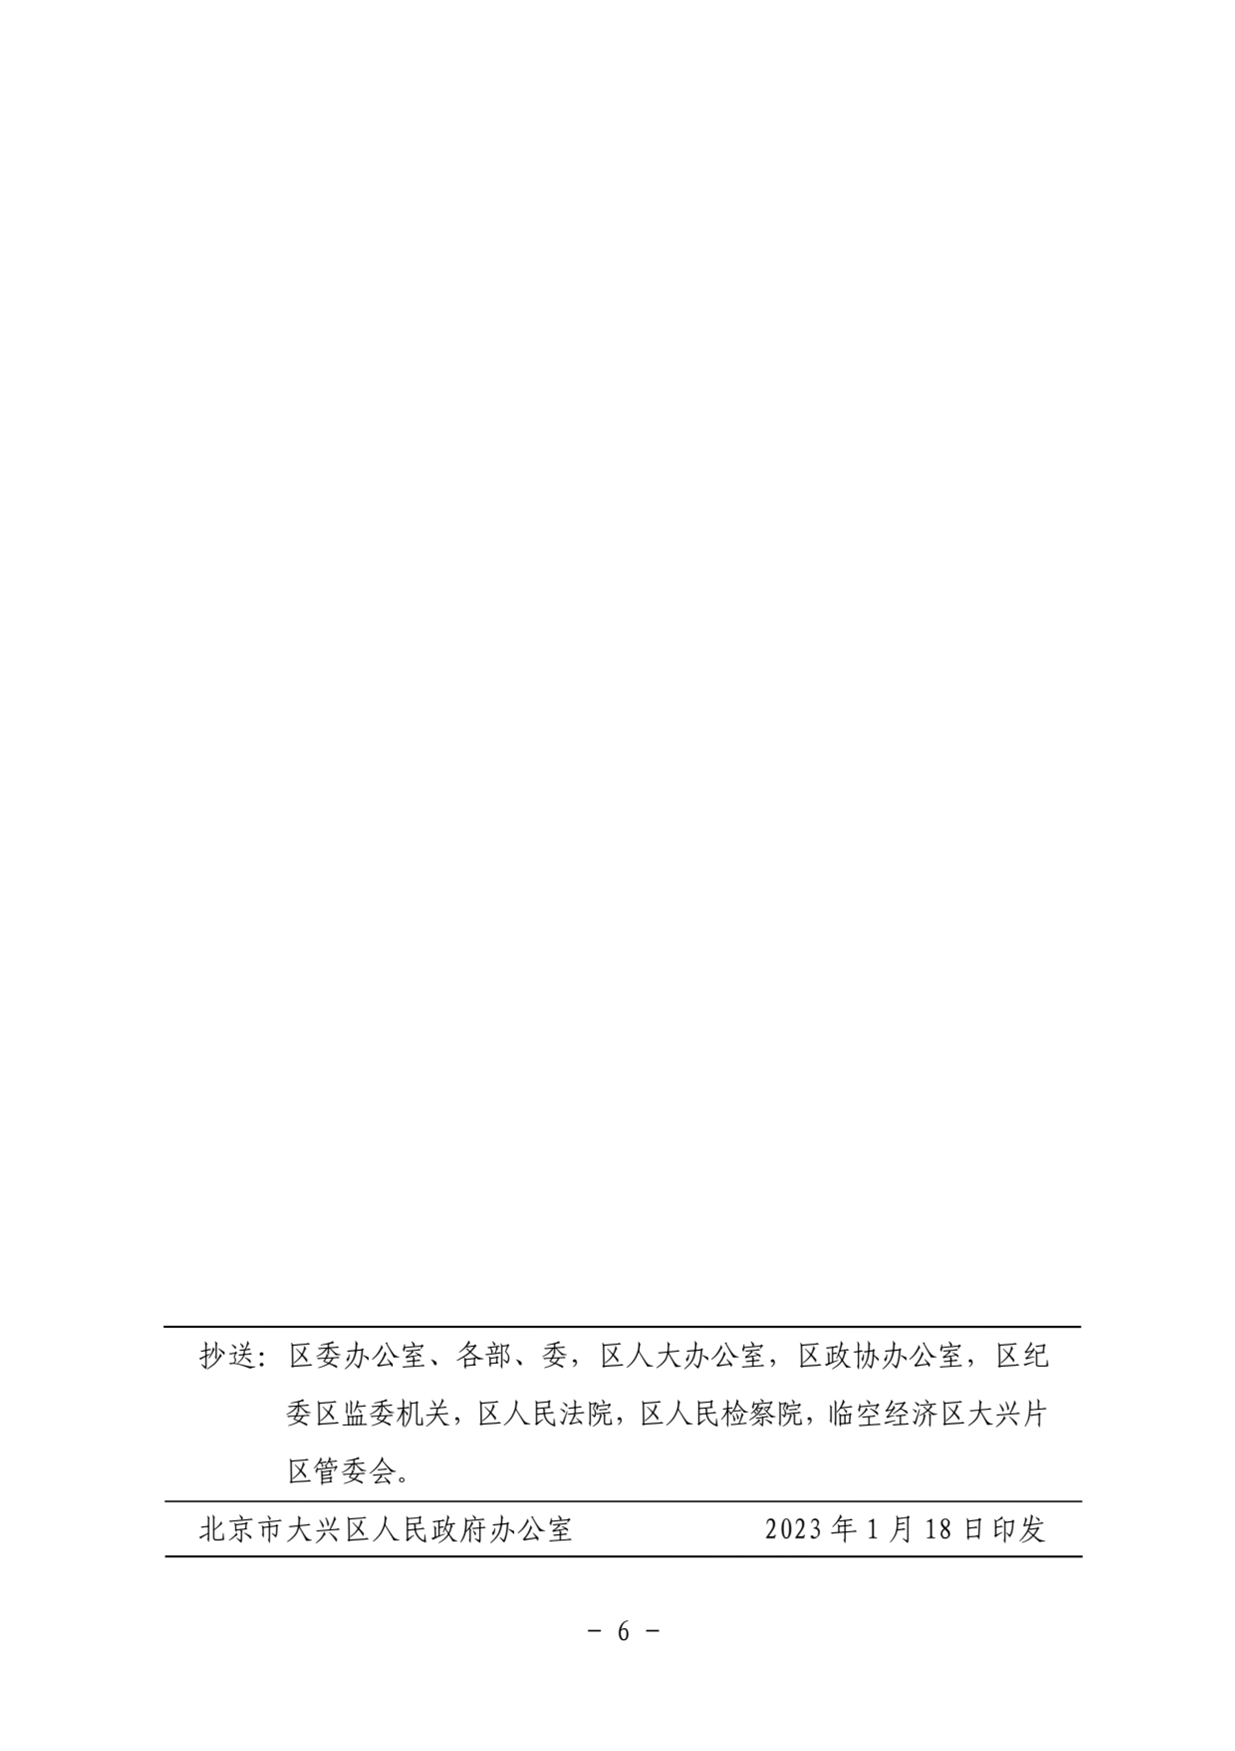 抄送：区委办公室、各部、委，区人大办公室，区政协办公室，区纪
委区监委机关，区人民法院，区人民检察院，临空经济区大兴片
区管委会。
北京市大兴区人民政府办公室 2023年1月18日印发
- 6 -